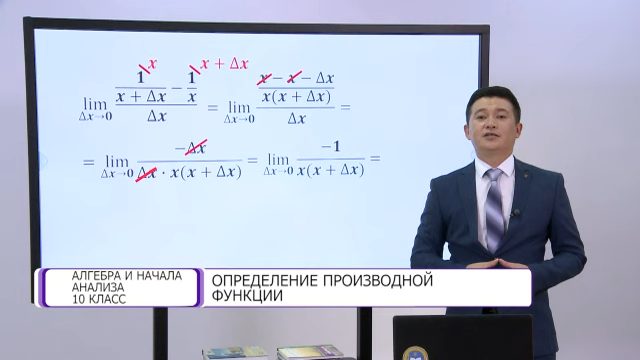 lim Δx→0 (1/(x + Δx) − 1/x)/Δx = lim Δx→0 ((x − x − Δx)/(x(x + Δx)))/Δx =
x x + Δx
= lim Δx→0 −Δx/(Δx · x(x + Δx)) = lim Δx→0 −1/(x(x + Δx)) =
АЛГЕБРА И НАЧАЛА
АНАЛИЗА
10 КЛАСС
ОПРЕДЕЛЕНИЕ ПРОИЗВОДНОЙ
ФУНКЦИИ